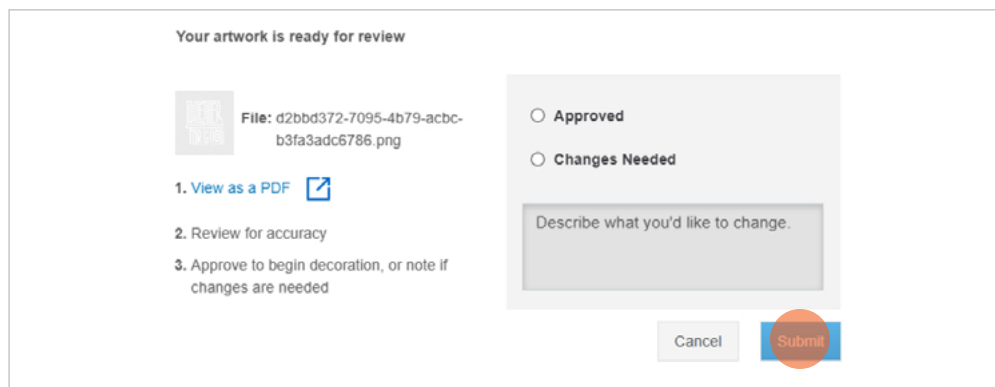 Your artwork is ready for review
File: d2bbd372-7095-4b79-acbc-
b3fa3adc6786.png
1. View as a PDF
2. Review for accuracy
3. Approve to begin decoration, or note if
changes are needed
Approved
Changes Needed
Describe what you'd like to change.
Cancel
Submit